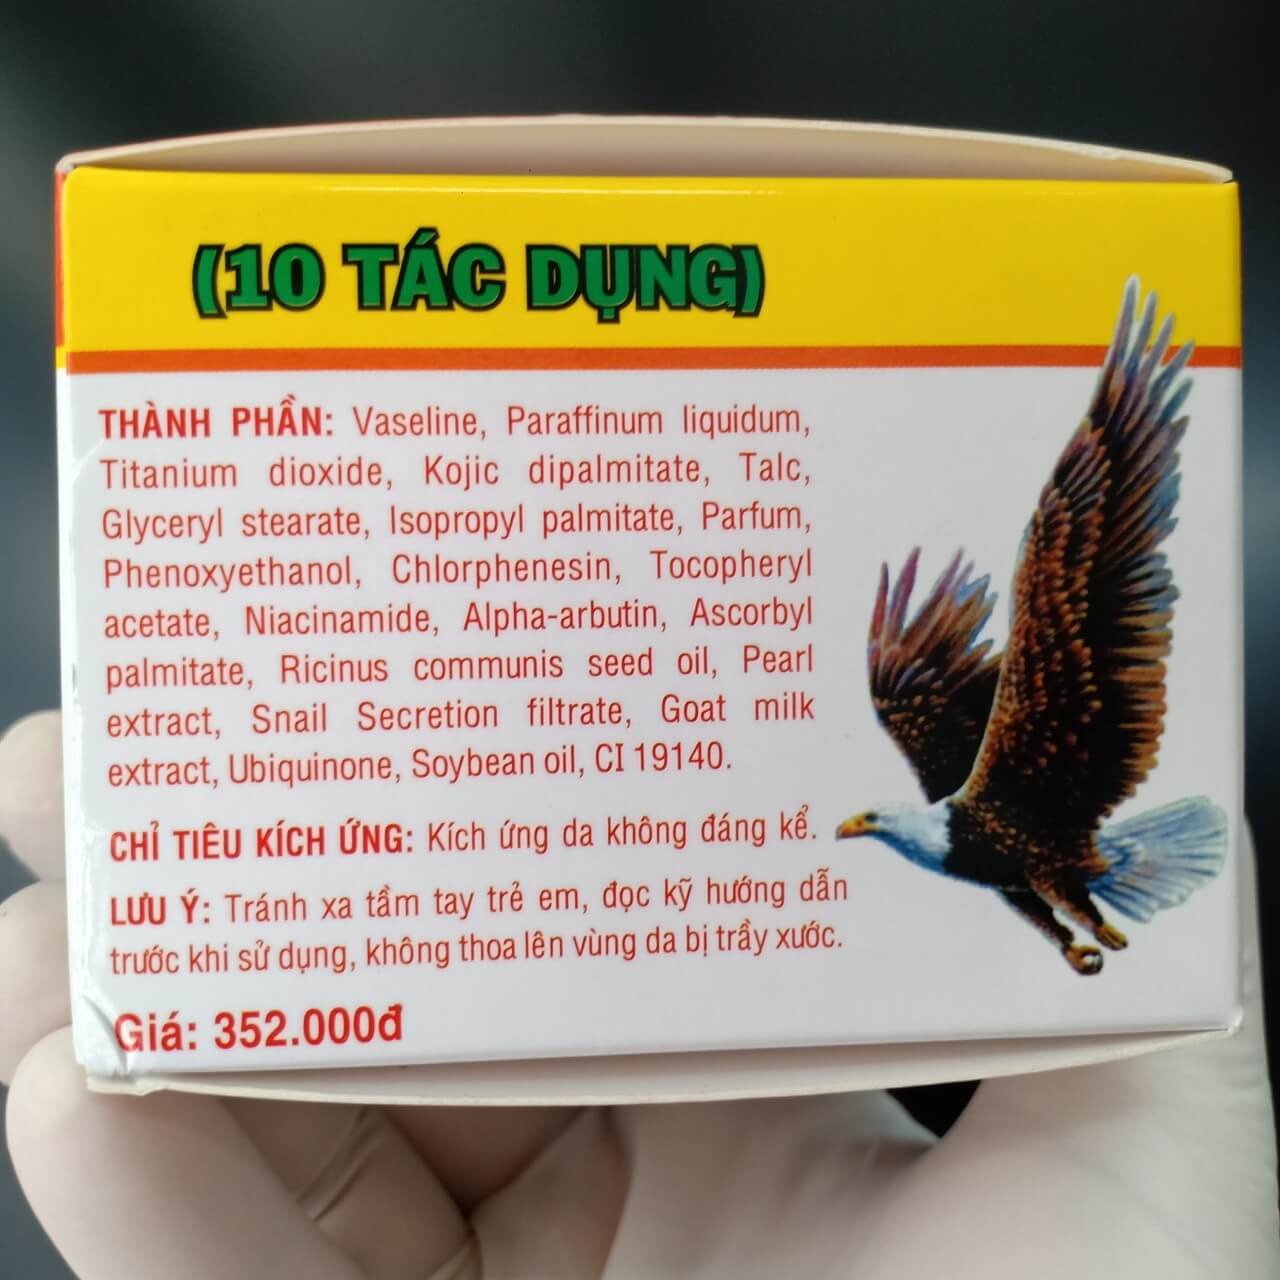 (10 TÁC DỤNG)
THÀNH PHẦN: Vaseline, Paraffinum liquidum,
Titanium dioxide, Kojic dipalmitate, Talc,
Glyceryl stearate, Isopropyl palmitate, Parfum,
Phenoxyethanol, Chlorphenesin, Tocopheryl
acetate, Niacinamide, Alpha-arbutin, Ascorbyl
palmitate, Ricinus communis seed oil, Pearl
extract, Snail Secretion filtrate, Goat milk
extract, Ubiquinone, Soybean oil, CI 19140.
CHỈ TIÊU KÍCH ỨNG: Kích ứng da không đáng kể.
LƯU Ý: Tránh xa tầm tay trẻ em, đọc kỹ hướng dẫn
trước khi sử dụng, không thoa lên vùng da bị trầy xước.
Giá: 352.000đ